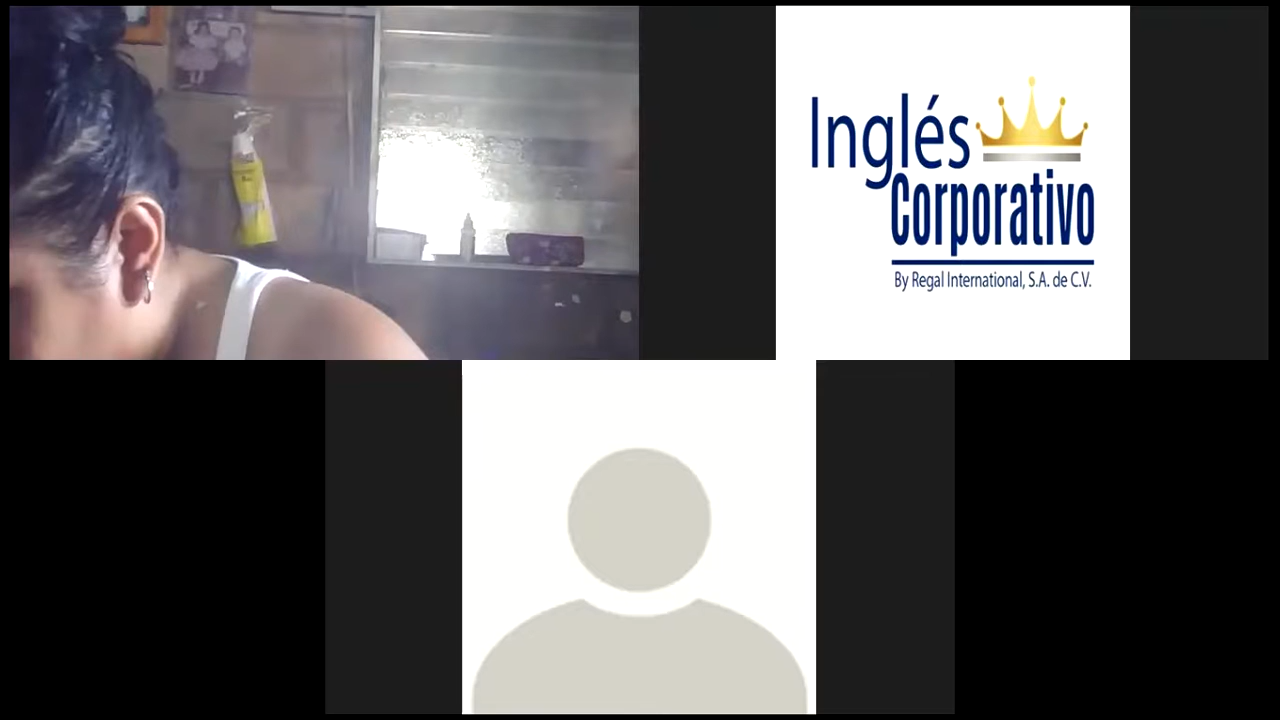 Inglés
Corporativo
By Regal International, S.A. de C.V.